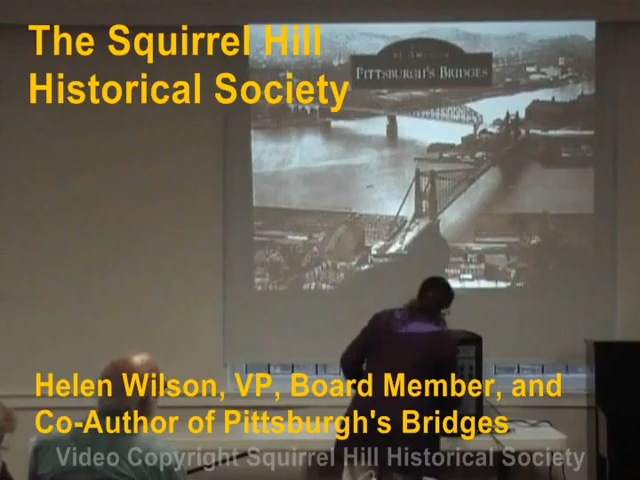 The Squirrel Hill
Historical Society
PITTSBURGH'S BRIDGES
Helen Wilson, VP, Board Member, and
Co-Author of Pittsburgh's Bridges
Video Copyright Squirrel Hill Historical Society